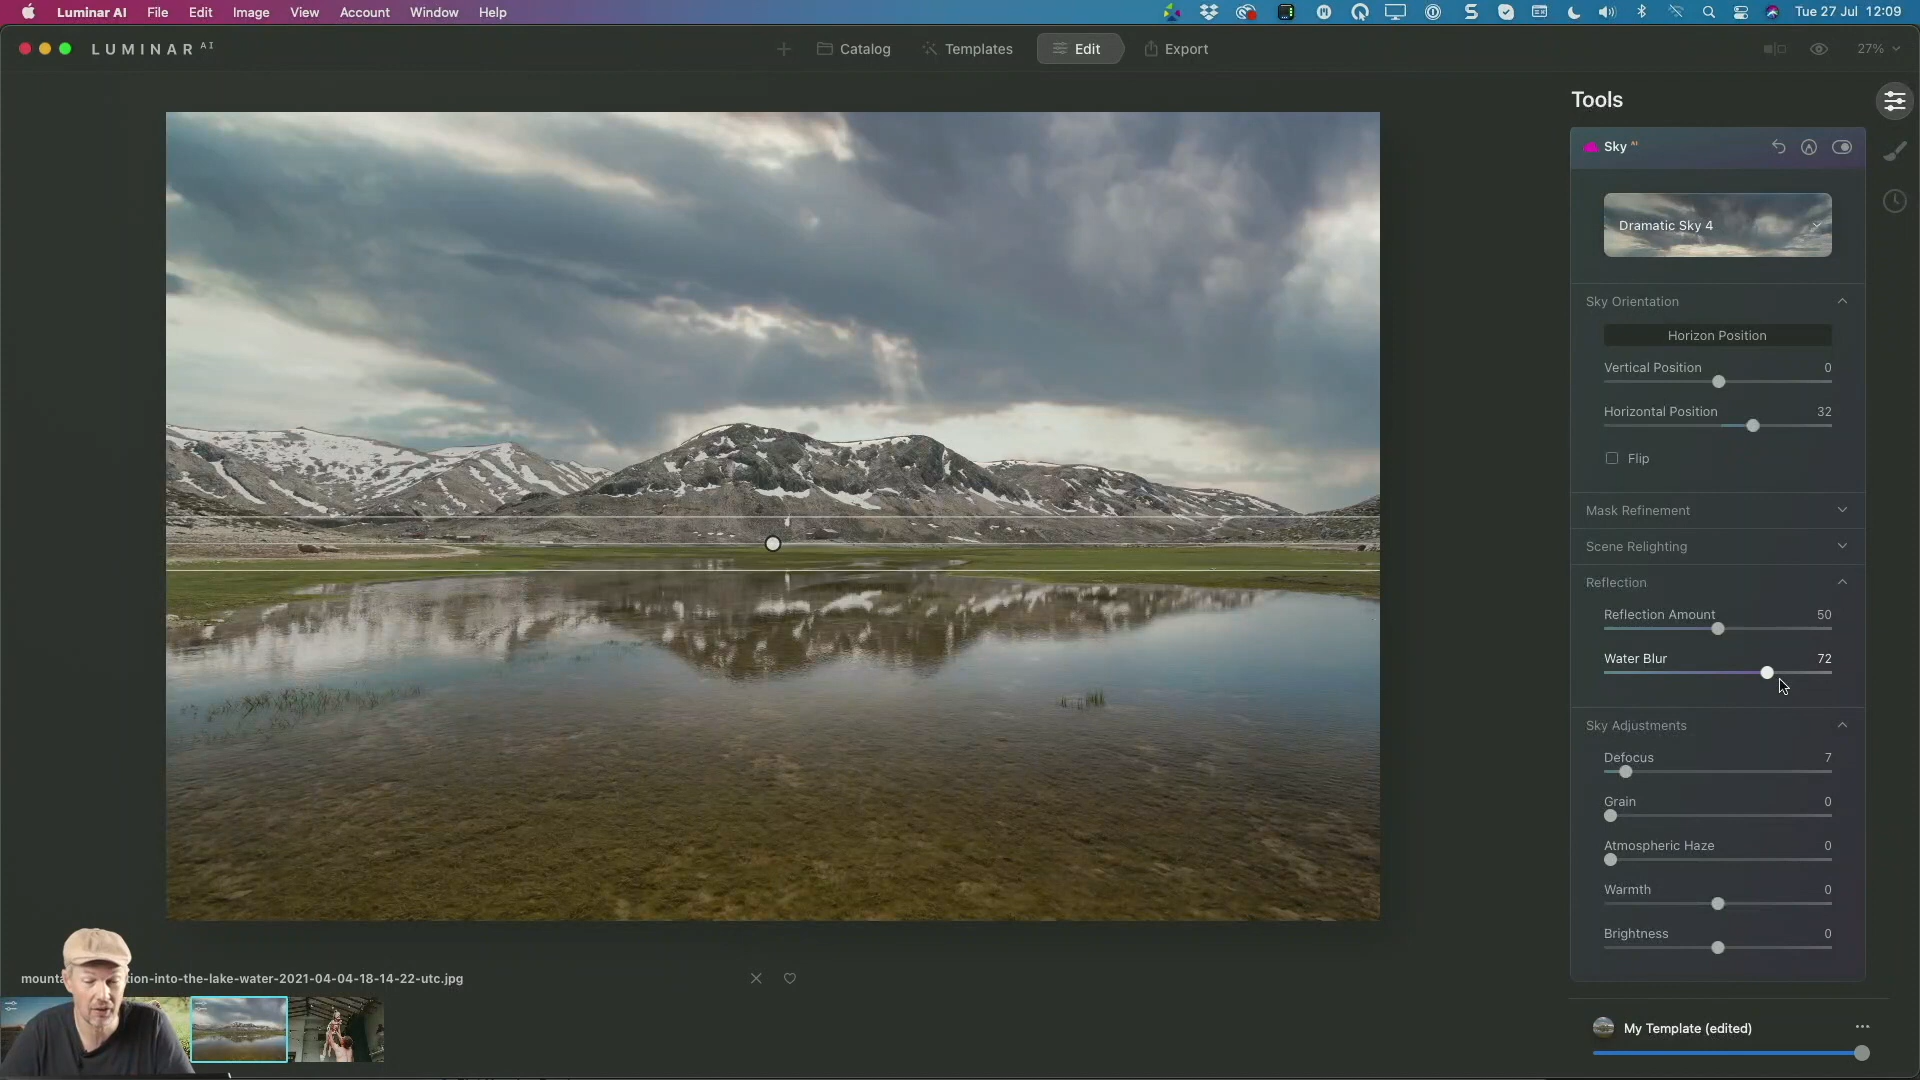 Luminar AI File Edit Image View Account Window Help Tue 27 Jul 12:09
LUMINAR AI
Catalog Templates Edit Export 27%
Tools
Sky AI
Dramatic Sky 4
Sky Orientation
Horizon Position
Vertical Position 0
Horizontal Position 32
Flip
Mask Refinement
Scene Relighting
Reflection
Reflection Amount 50
Water Blur 72
Sky Adjustments
Defocus 7
Grain 0
Atmospheric Haze 0
Warmth 0
Brightness 0
mounta tion-into-the-lake-water-2021-04-04-18-14-22-utc.jpg
My Template (edited)